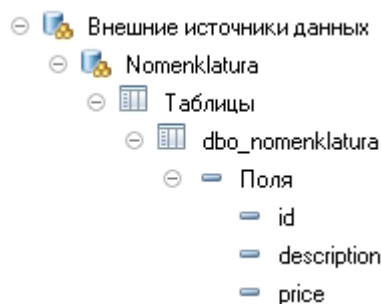 Внешние источники данных
Nomenklatura
Таблицы
dbo_nomenklatura
Поля
id
description
price